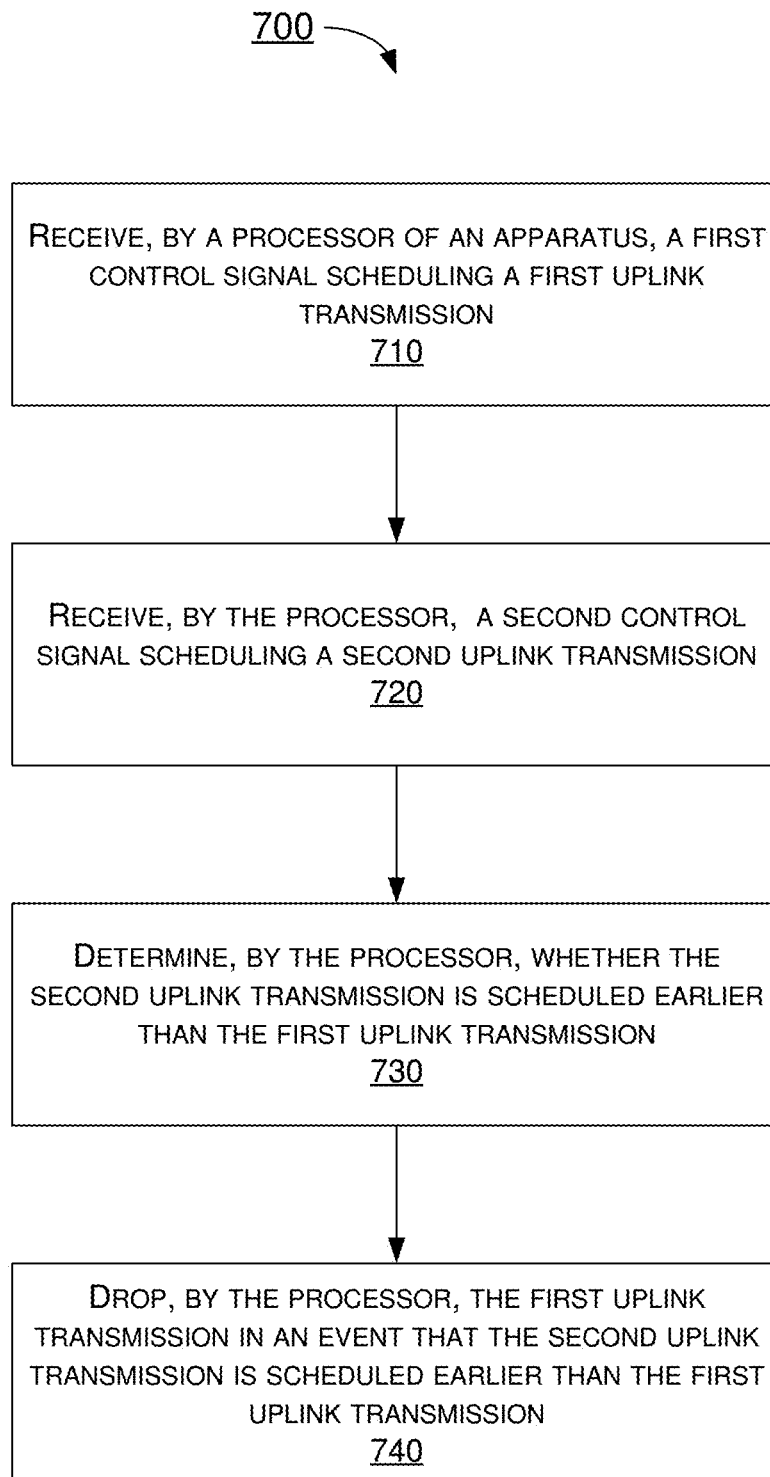 700
RECEIVE, BY A PROCESSOR OF AN APPARATUS, A FIRST
CONTROL SIGNAL SCHEDULING A FIRST UPLINK
TRANSMISSION
710
RECEIVE, BY THE PROCESSOR, A SECOND CONTROL
SIGNAL SCHEDULING A SECOND UPLINK TRANSMISSION
720
DETERMINE, BY THE PROCESSOR, WHETHER THE
SECOND UPLINK TRANSMISSION IS SCHEDULED EARLIER
THAN THE FIRST UPLINK TRANSMISSION
730
DROP, BY THE PROCESSOR, THE FIRST UPLINK
TRANSMISSION IN AN EVENT THAT THE SECOND UPLINK
TRANSMISSION IS SCHEDULED EARLIER THAN THE FIRST
UPLINK TRANSMISSION
740